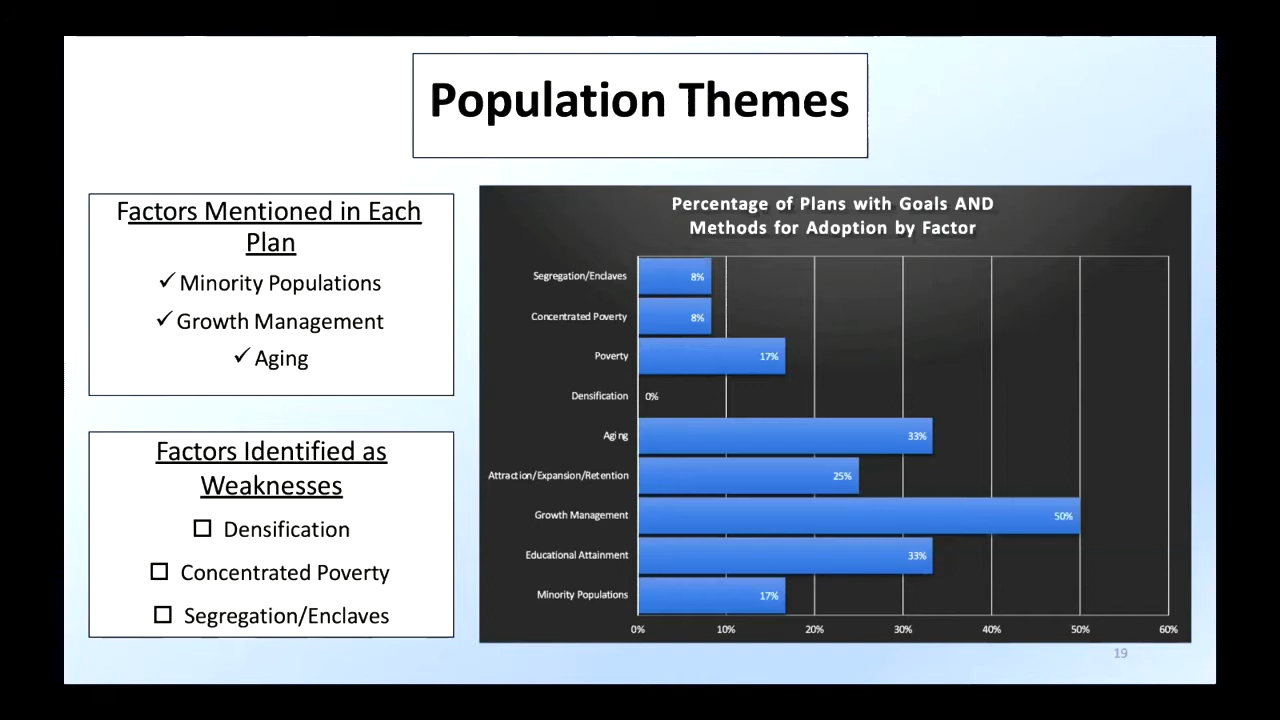 Population Themes
Factors Mentioned in Each
Plan
✓ Minority Populations
✓ Growth Management
✓ Aging
Factors Identified as
Weaknesses
☐ Densification
☐ Concentrated Poverty
☐ Segregation/Enclaves
Percentage of Plans with Goals AND
Methods for Adoption by Factor
Segregation/Enclaves 8%
Concentrated Poverty 8%
Poverty 17%
Densification 0%
Aging 33%
Attraction/Expansion/Retention 25%
Growth Management 50%
Educational Attainment 33%
Minority Populations 17%
0% 10% 20% 30% 40% 50% 60%
19